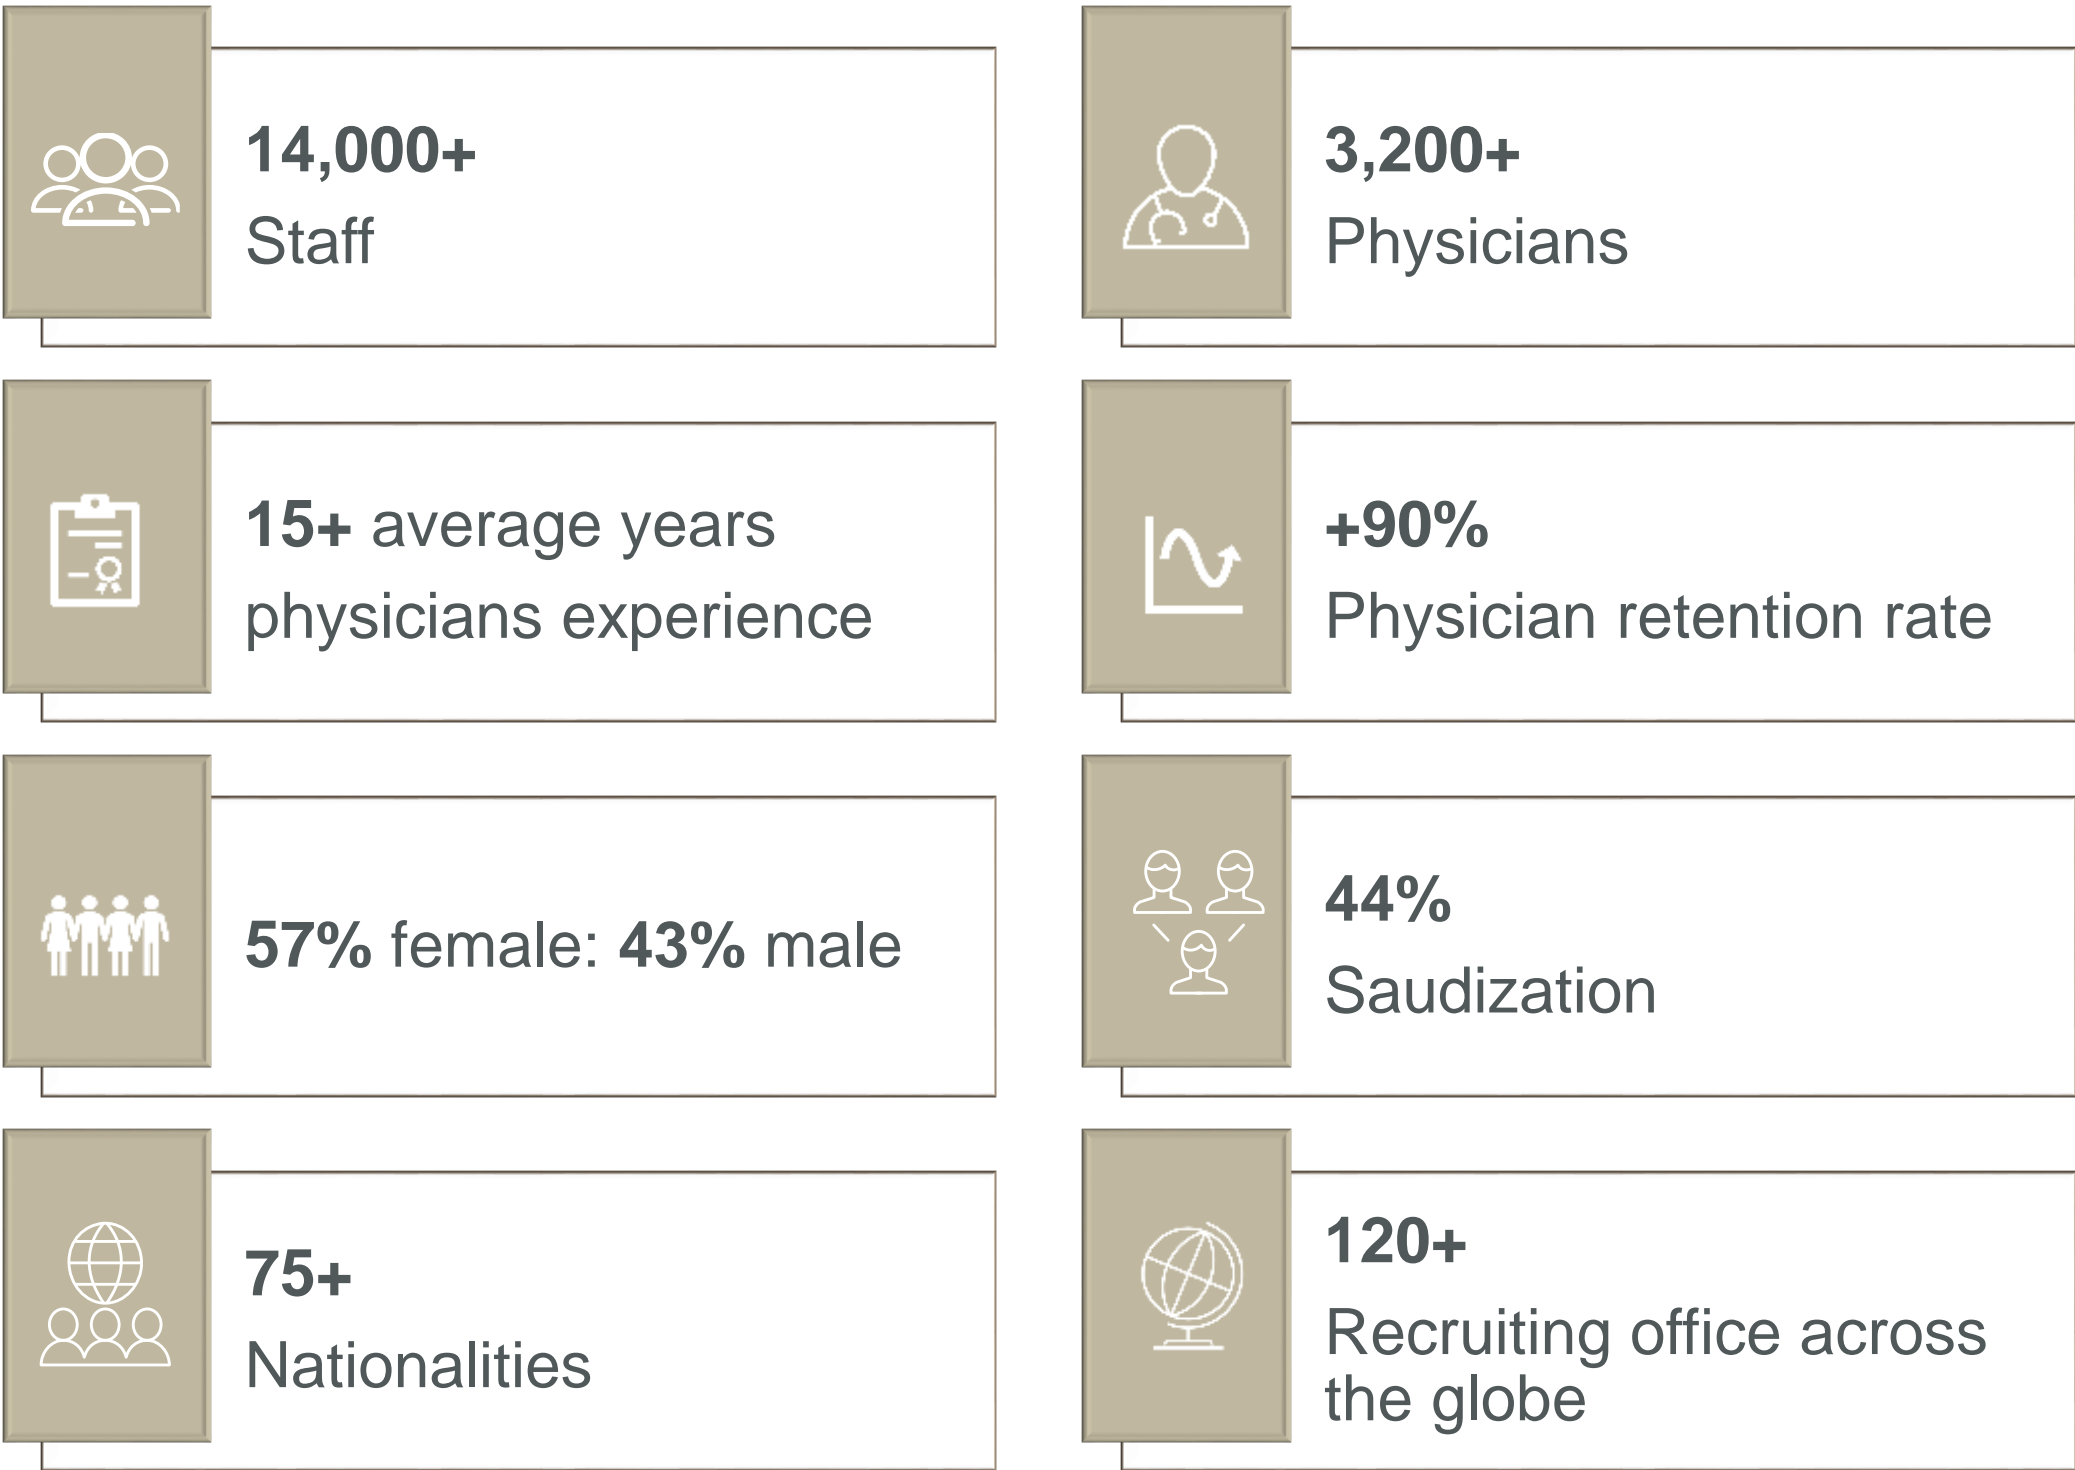 14,000+
Staff
3,200+
Physicians
15+ average years
physicians experience
+90%
Physician retention rate
57% female: 43% male
44%
Saudization
75+
Nationalities
120+
Recruiting office across
the globe